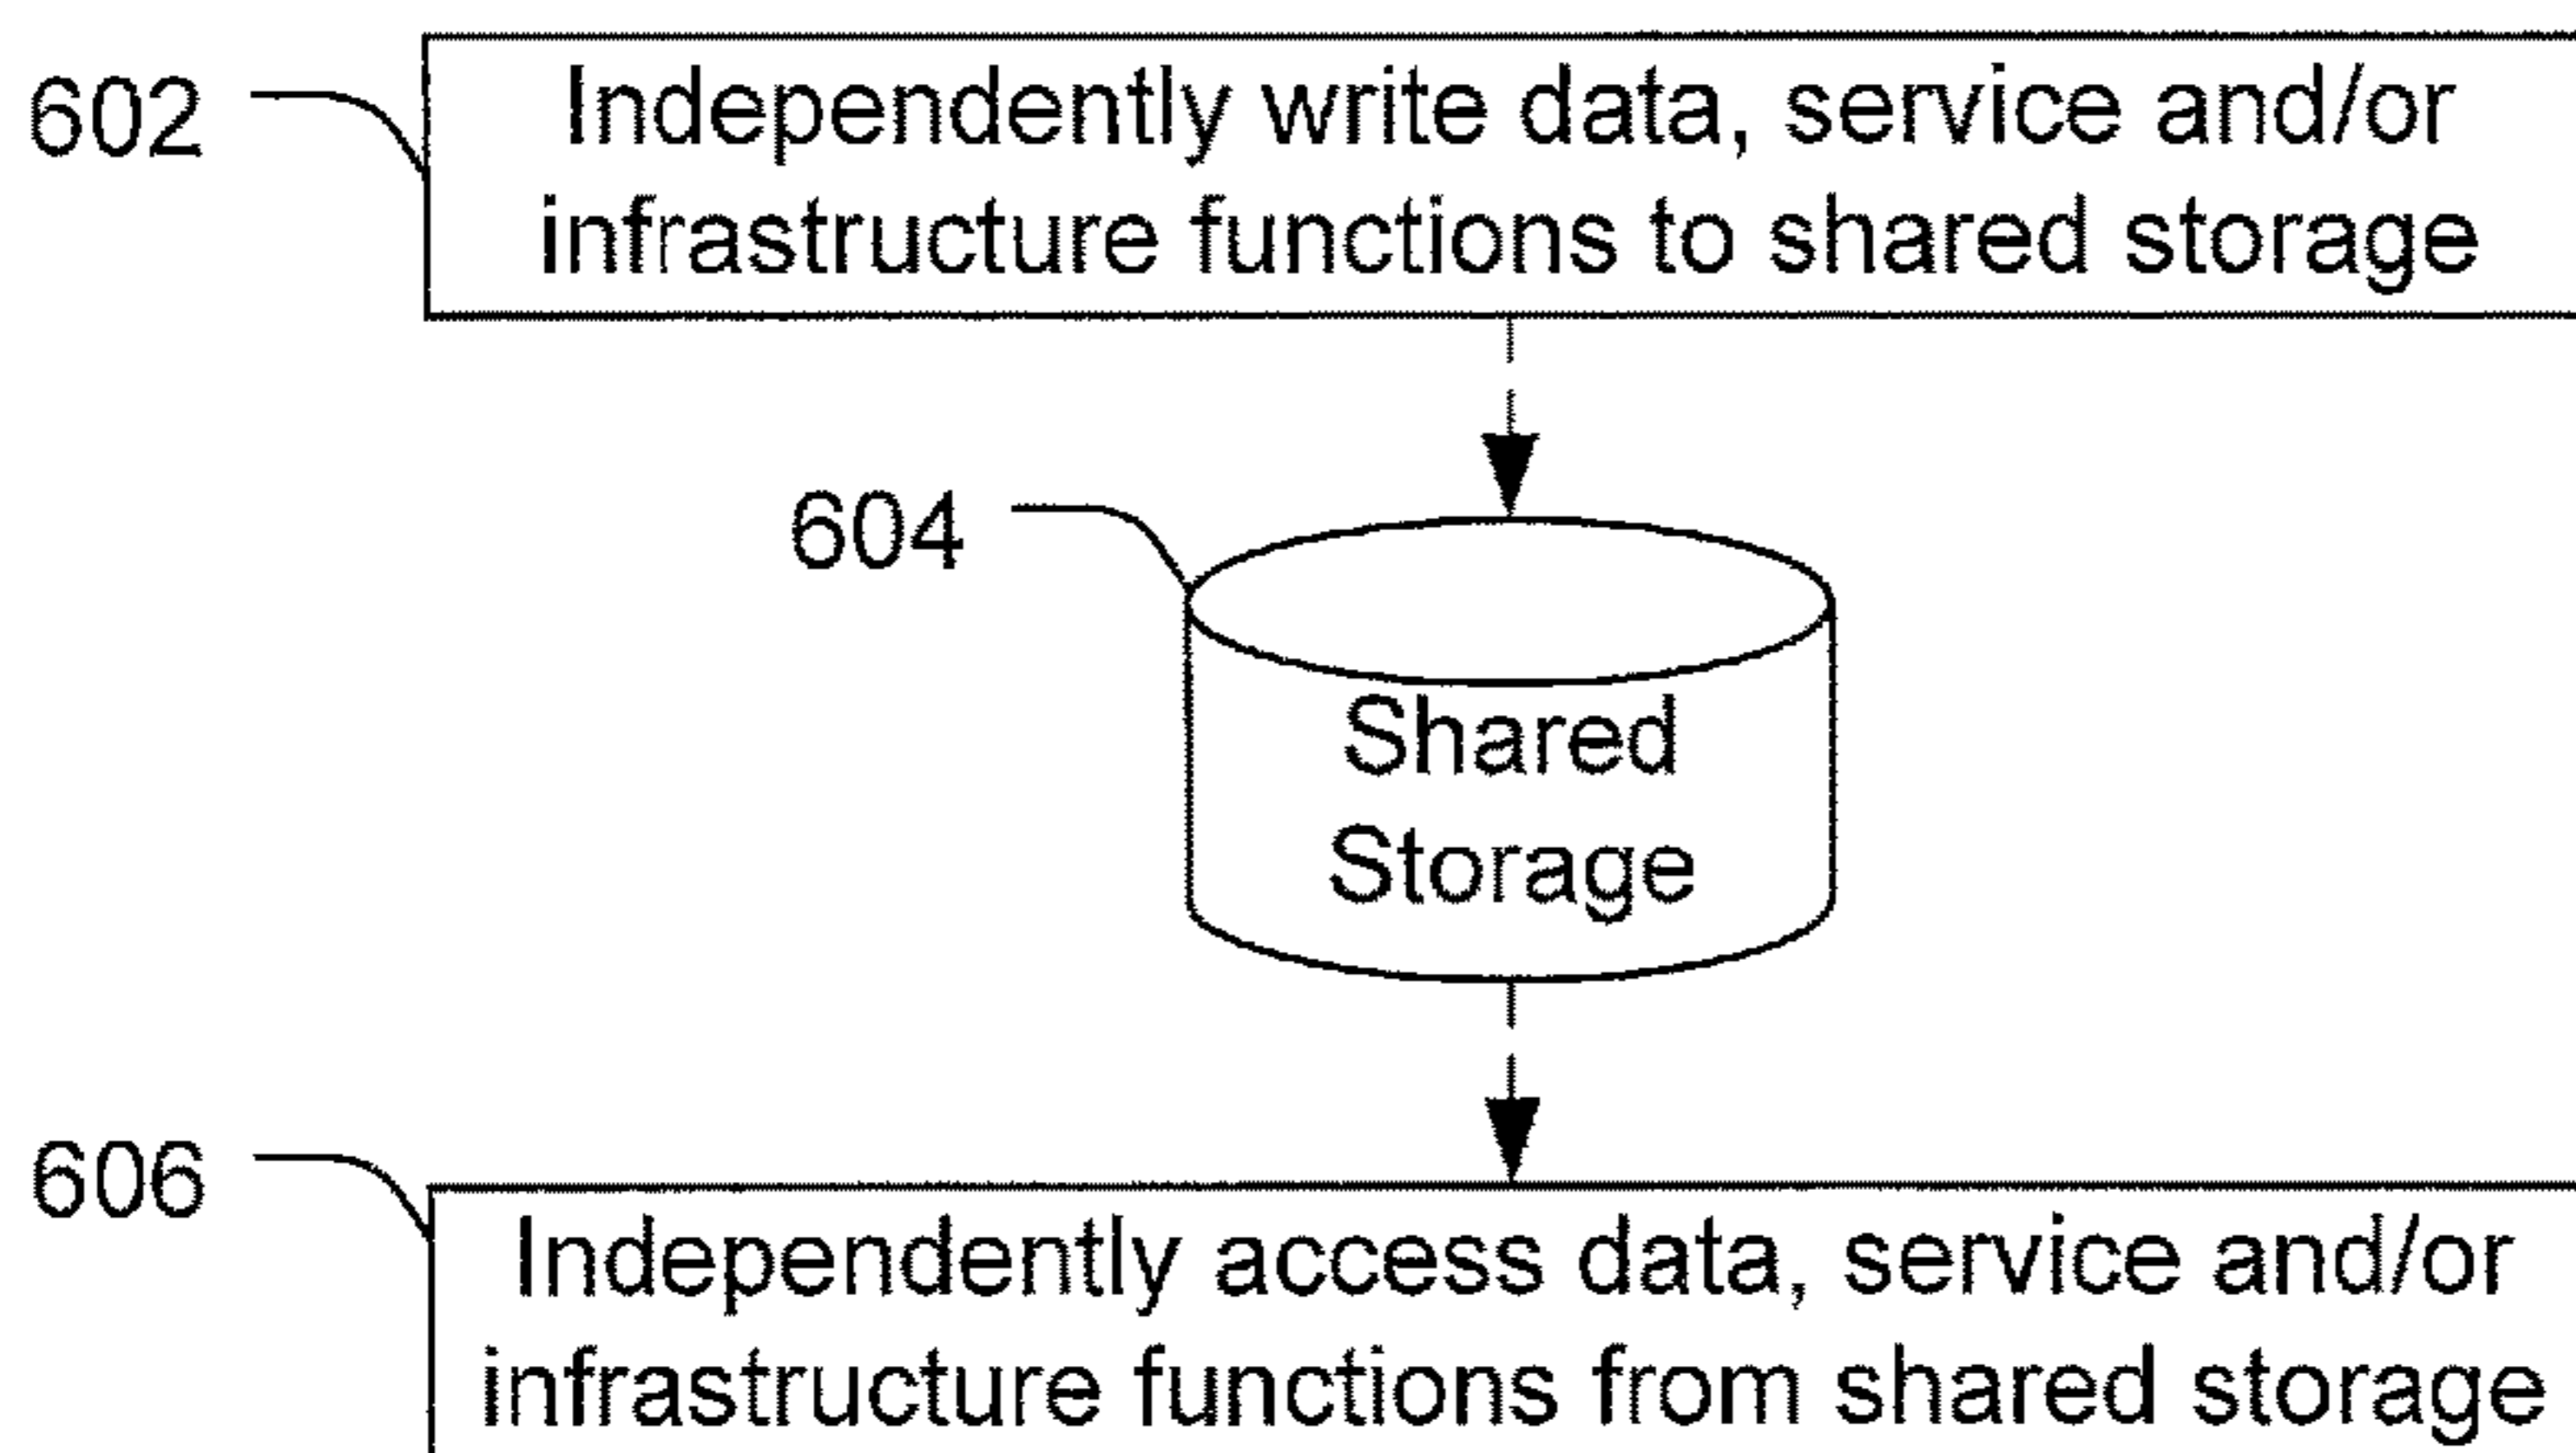 602
Independently write data, service and/or
infrastructure functions to shared storage
604
Shared
Storage
606
Independently access data, service and/or
infrastructure functions from shared storage